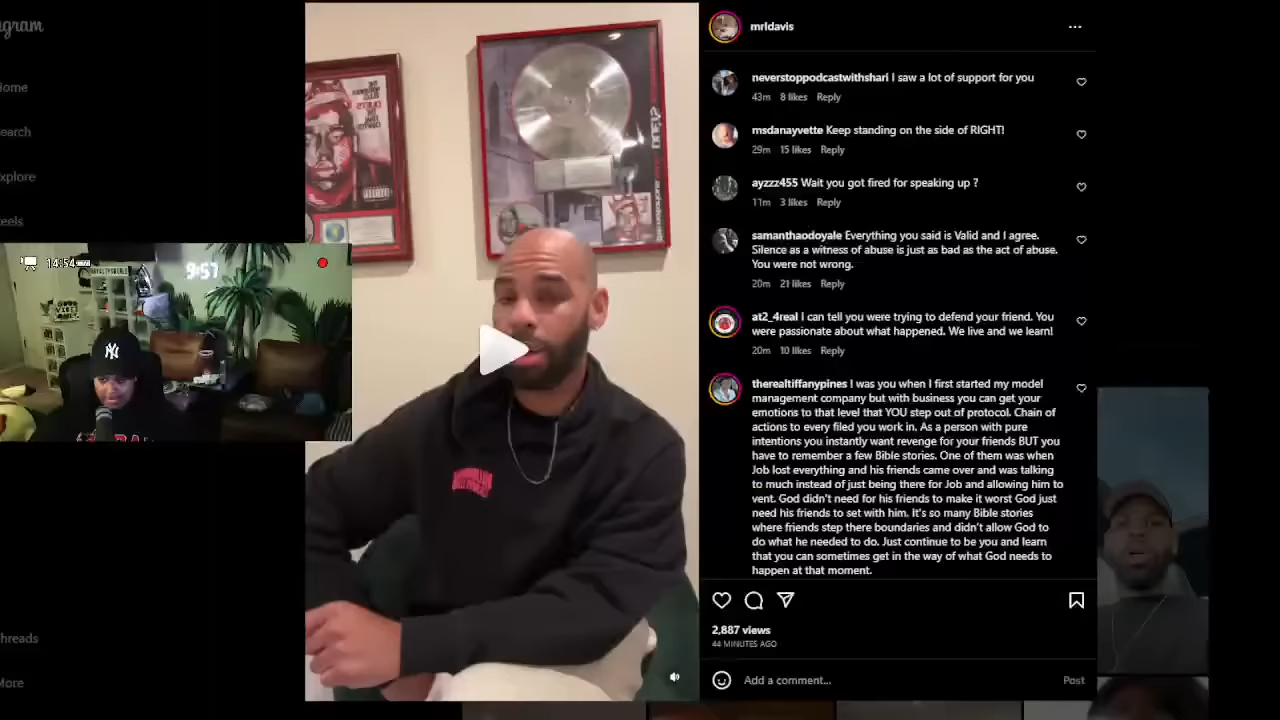 gram
mrldavis
ome
earch
xplore
eels
hreads
More
14:54
9:57
neverstoppodcastwithshari I saw a lot of support for you
43m 8 likes Reply
msdanayvette Keep standing on the side of RIGHT!
29m 15 likes Reply
ayzzz455 Wait you got fired for speaking up ?
11m 3 likes Reply
samanthaodoyale Everything you said is Valid and I agree.
Silence as a witness of abuse is just as bad as the act of abuse.
You were not wrong.
20m 21 likes Reply
at2_4real I can tell you were trying to defend your friend. You
were passionate about what happened. We live and we learn!
20m 10 likes Reply
therealtiffanypines I was you when I first started my model
management company but with business you can get your
emotions to that level that YOU step out of protocol. Chain of
actions to every filed you work in. As a person with pure
intentions you instantly want revenge for your friends BUT you
have to remember a few Bible stories. One of them was when
Job lost everything and his friends came over and was talking
to much instead of just being there for Job and allowing him to
vent. God didn't need for his friends to make it worst God just
need his friends to set with him. It's so many Bible stories
where friends step there boundaries and didn't allow God to
do what he needed to do. Just continue to be you and learn
that you can sometimes get in the way of what God needs to
happen at that moment.
2,887 views
44 MINUTES AGO
Add a comment...
Post